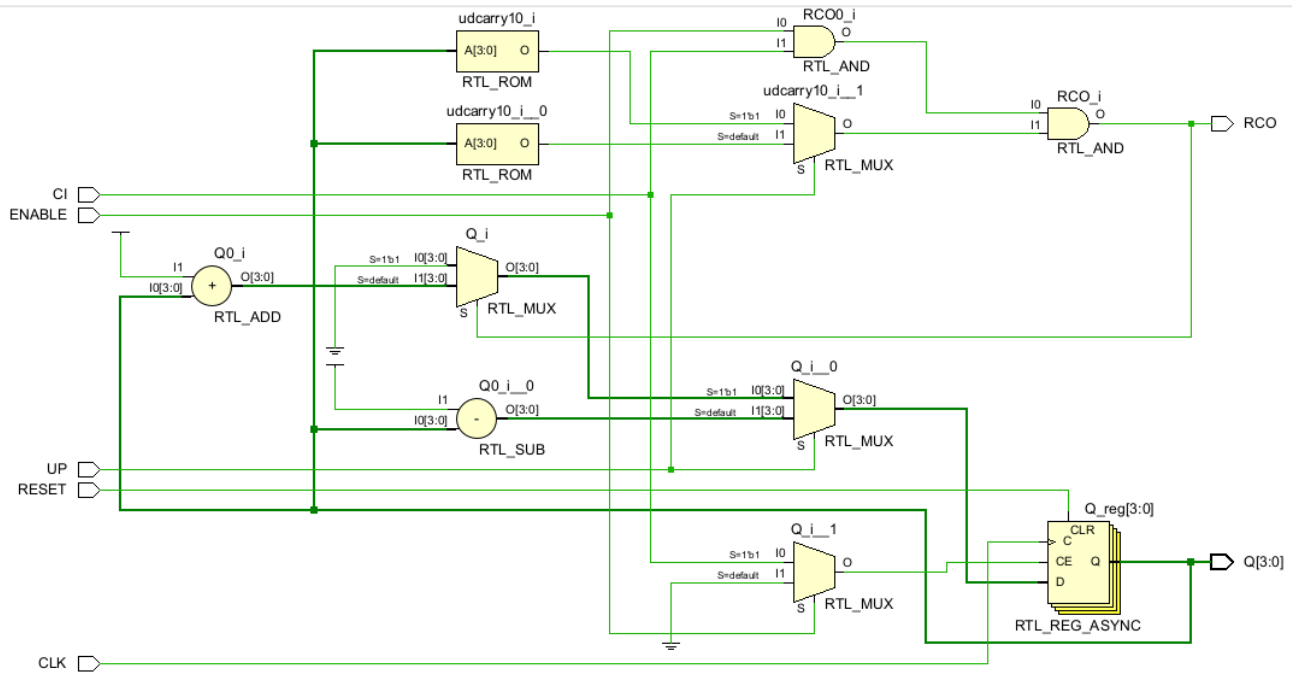 udcarry10_i
A[3:0] O
RTL_ROM
udcarry10_i__0
A[3:0] O
RTL_ROM
RCO0_i
I0
I1
O
RTL_AND
udcarry10_i__1
S=1'b1 I0
S=default I1
O
S
RTL_MUX
RCO_i
I0
I1
O
RTL_AND
RCO
CI
ENABLE
Q0_i
I1
I0[3:0]
O[3:0]
RTL_ADD
Q_i
S=1'b1 I0[3:0]
S=default I1[3:0]
O[3:0]
S
RTL_MUX
Q0_i__0
I1
I0[3:0]
O[3:0]
RTL_SUB
Q_i__0
S=1'b1 I0[3:0]
S=default I1[3:0]
O[3:0]
S
RTL_MUX
UP
RESET
Q_i__1
S=1'b1 I0
S=default I1
O
S
RTL_MUX
Q_reg[3:0]
CLR
C
CE Q
D
RTL_REG_ASYNC
Q[3:0]
CLK